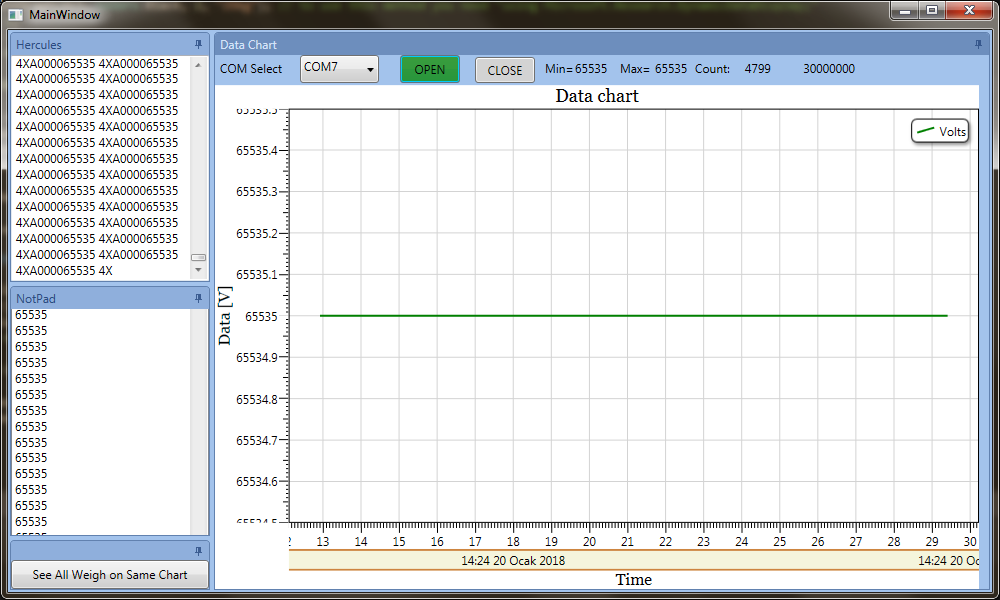 MainWindow
Hercules
4XA000065535 4XA000065535
4XA000065535 4XA000065535
4XA000065535 4XA000065535
4XA000065535 4XA000065535
4XA000065535 4XA000065535
4XA000065535 4XA000065535
4XA000065535 4XA000065535
4XA000065535 4XA000065535
4XA000065535 4XA000065535
4XA000065535 4XA000065535
4XA000065535 4XA000065535
4XA000065535 4XA000065535
4XA000065535 4XA000065535
4XA000065535 4X
NotPad
65535
65535
65535
65535
65535
65535
65535
65535
65535
65535
65535
65535
65535
65535
See All Weigh on Same Chart
Data Chart
COM Select COM7 OPEN CLOSE Min= 65535 Max= 65535 Count: 4799 30000000
Data chart
65535.5
65535.4
65535.3
65535.2
65535.1
65535
65534.9
65534.8
65534.7
65534.6
65534.5
Data [V]
Volts
13 14 15 16 17 18 19 20 21 22 23 24 25 26 27 28 29 30
14:24 20 Ocak 2018 14:24 20 Oc
Time